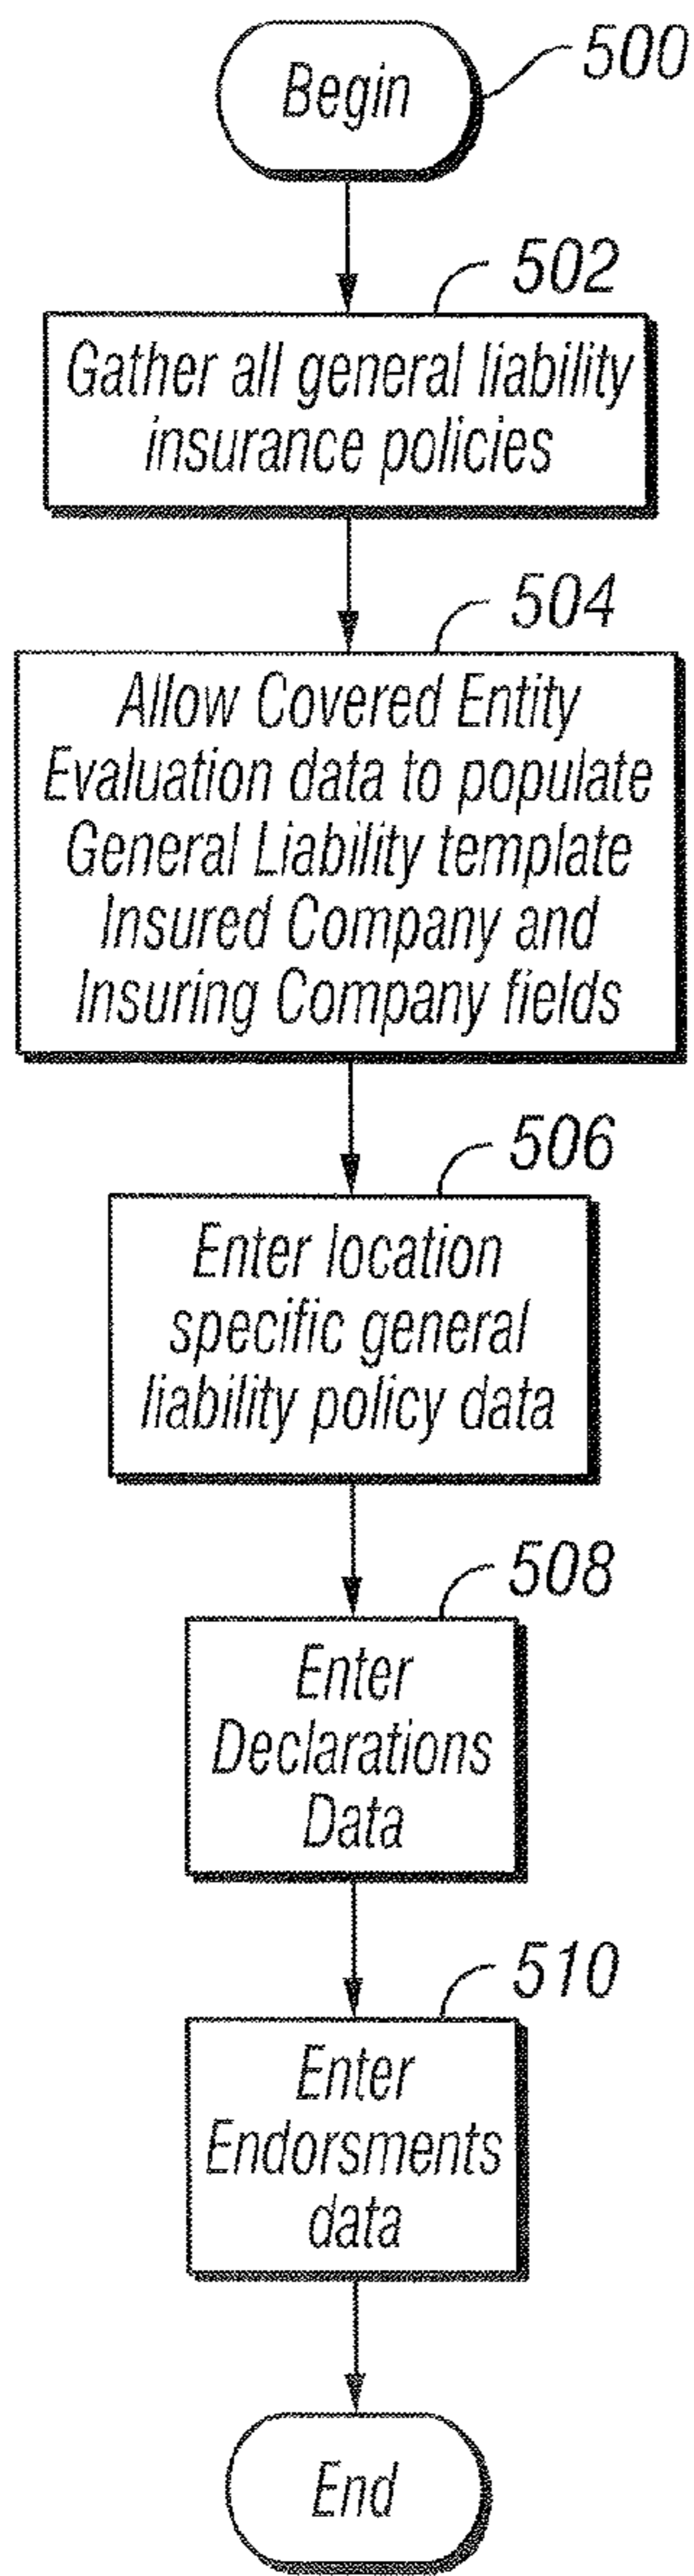 Begin
500
502
Gather all general liability
insurance policies
504
Allow Covered Entity
Evaluation data to populate
General Liability template
Insured Company and
Insuring Company fields
506
Enter location
specific general
liability policy data
508
Enter
Declarations
Data
510
Enter
Endorsments
data
End